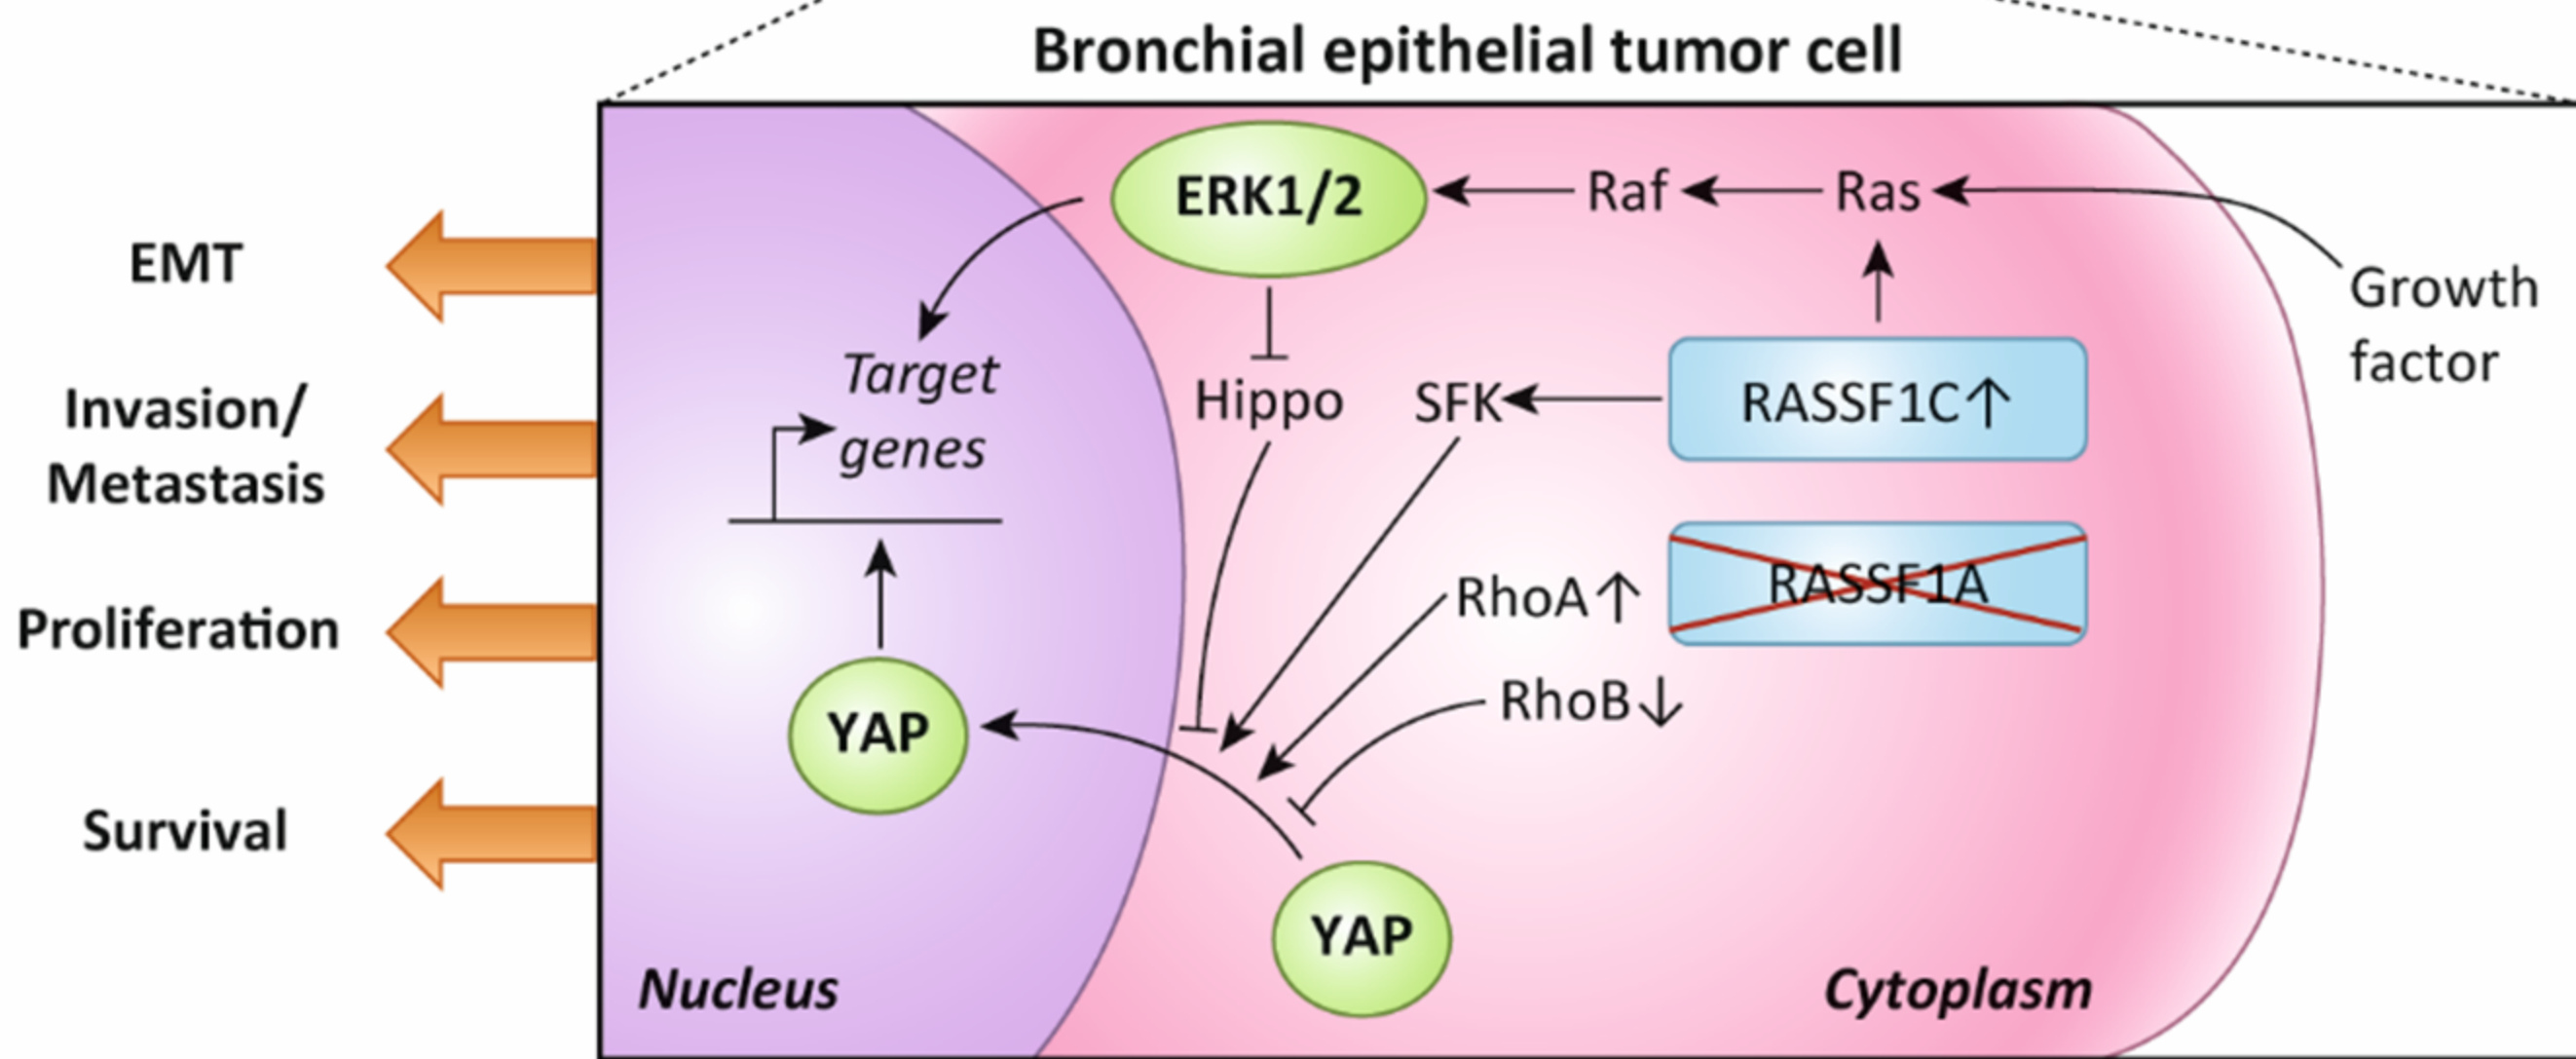 Bronchial epithelial tumor cell
ERK1/2
Raf
Ras
Growth
factor
EMT
Invasion/
Metastasis
Proliferation
Survival
Target
genes
Hippo
SFK
RASSF1C↑
RASSF1A
RhoA↑
RhoB↓
YAP
YAP
Nucleus
Cytoplasm